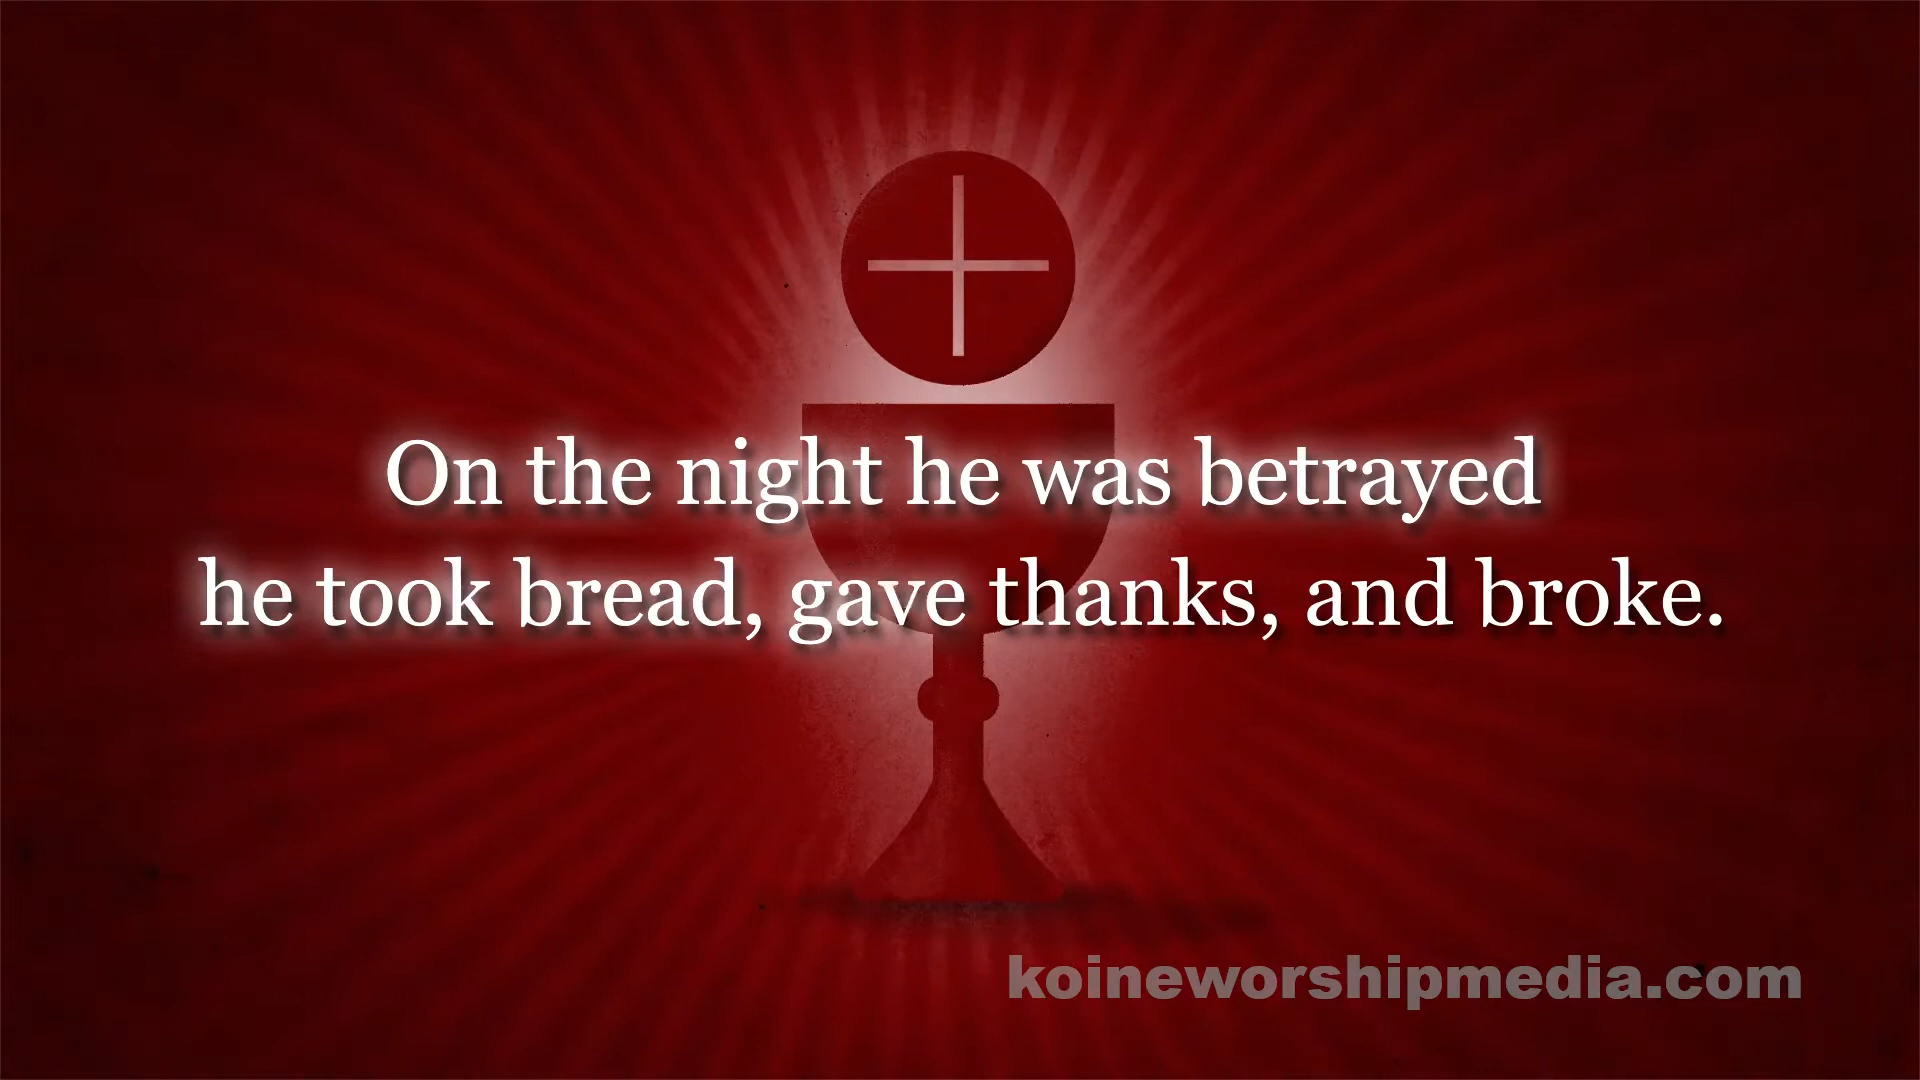 On the night he was betrayed
he took bread, gave thanks, and broke.
koineworshipmedia.com